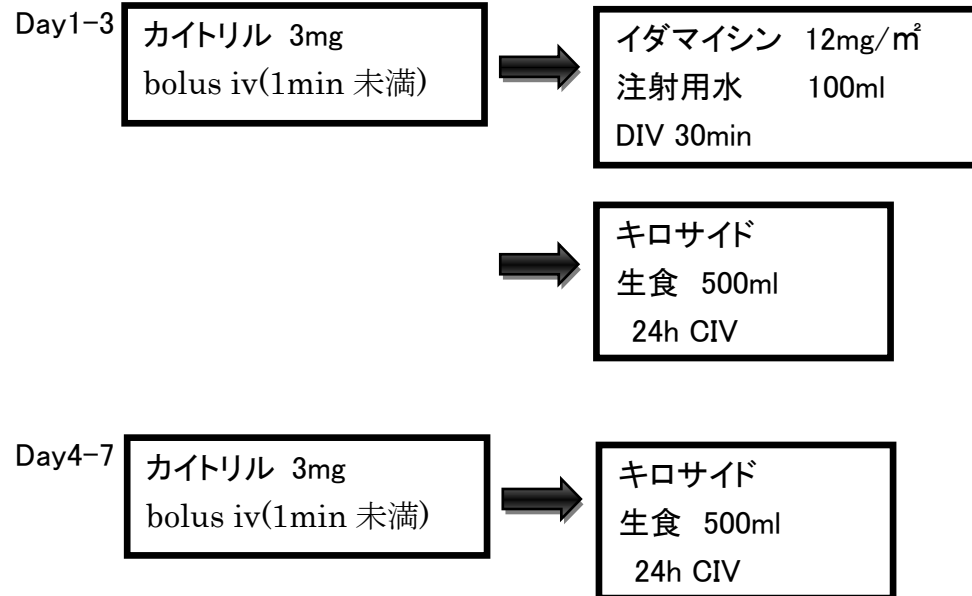 Day1-3
カイトリル 3mg
bolus iv(1min 未満)
イダマイシン 12mg/㎡
注射用水 100ml
DIV 30min
キロサイド
生食 500ml
24h CIV
Day4-7
カイトリル 3mg
bolus iv(1min 未満)
キロサイド
生食 500ml
24h CIV